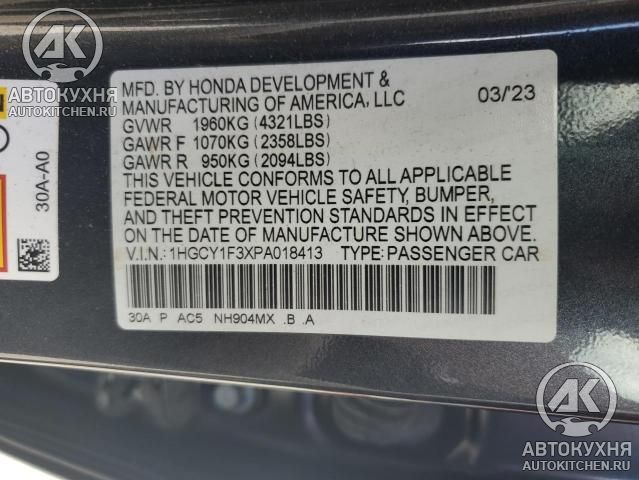 АК
АВТОКУХНЯ
AUTOKITCHEN.RU
30A-A0
MFD. BY HONDA DEVELOPMENT &
MANUFACTURING OF AMERICA, LLC 03/'23
GVWR 1960KG (4321LBS)
GAWR F 1070KG (2358LBS)
GAWR R 950KG (2094LBS)
THIS VEHICLE CONFORMS TO ALL APPLICABLE
FEDERAL MOTOR VEHICLE SAFETY, BUMPER,
AND THEFT PREVENTION STANDARDS IN EFFECT
ON THE DATE OF MANUFACTURE SHOWN ABOVE.
V.I.N.: 1HGCY1F3XPA018413 TYPE: PASSENGER CAR
30A P AC5 NH904MX .B .A
АК
АВТОКУХНЯ
AUTOKITCHEN.RU